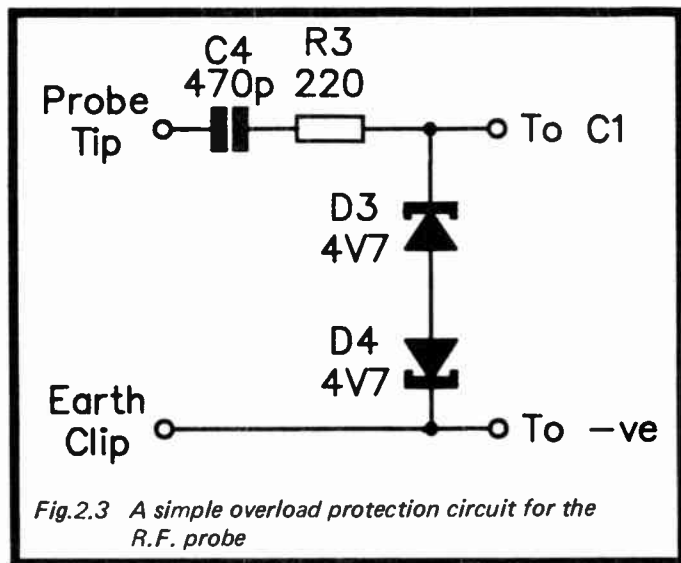 C4 R3
470p 220
Probe
Tip
To C1
D3
4V7
D4
4V7
Earth
Clip
To −ve
Fig.2.3 A simple overload protection circuit for the
R.F. probe